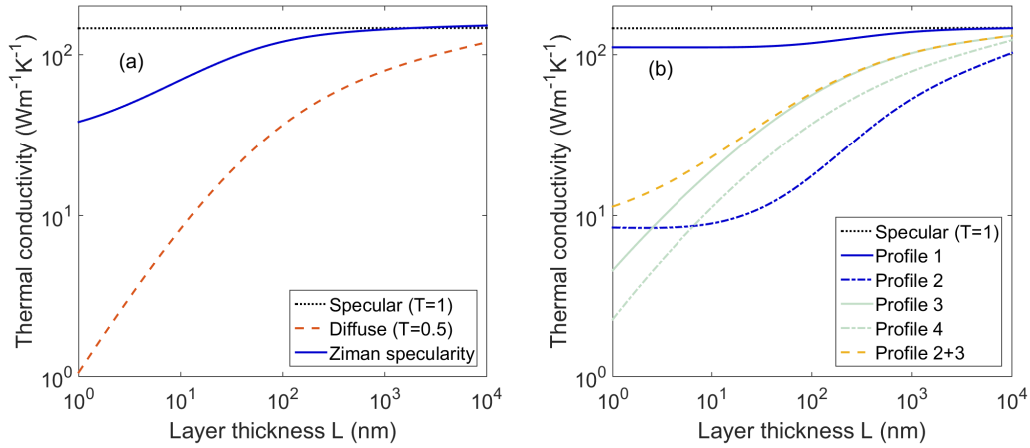 (a)
Thermal conductivity (Wm⁻¹K⁻¹)
10²
10¹
10⁰
Specular (T=1)
Diffuse (T=0.5)
Ziman specularity
10⁰ 10¹ 10² 10³ 10⁴
Layer thickness L (nm)
(b)
Thermal conductivity (Wm⁻¹K⁻¹)
10²
10¹
10⁰
Specular (T=1)
Profile 1
Profile 2
Profile 3
Profile 4
Profile 2+3
10⁰ 10¹ 10² 10³ 10⁴
Layer thickness L (nm)